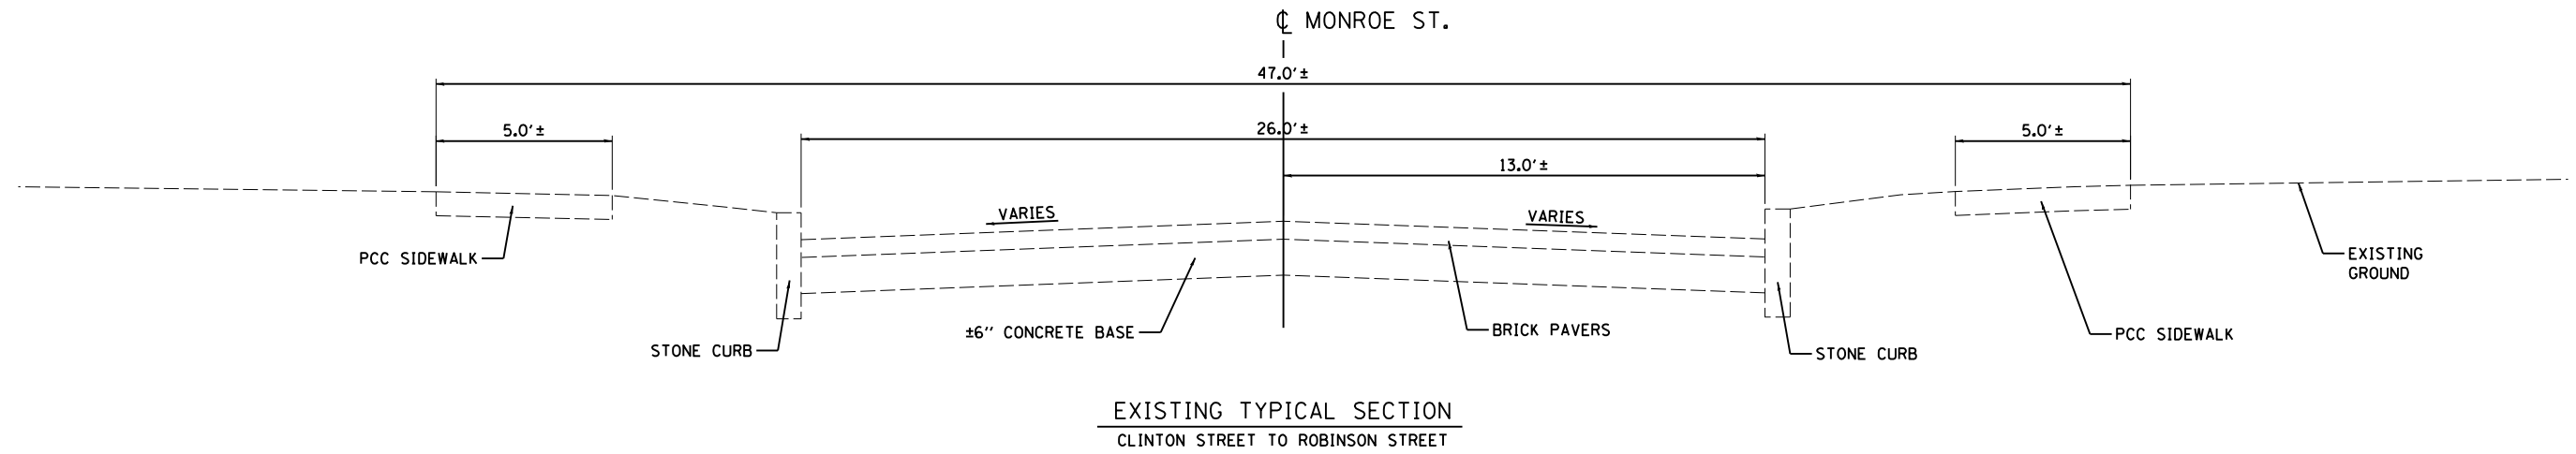 ℄ MONROE ST.
47.0'±
5.0'±
26.0'±
5.0'±
13.0'±
VARIES
VARIES
PCC SIDEWALK
EXISTING
GROUND
±6'' CONCRETE BASE
BRICK PAVERS
PCC SIDEWALK
STONE CURB
STONE CURB
EXISTING TYPICAL SECTION
CLINTON STREET TO ROBINSON STREET